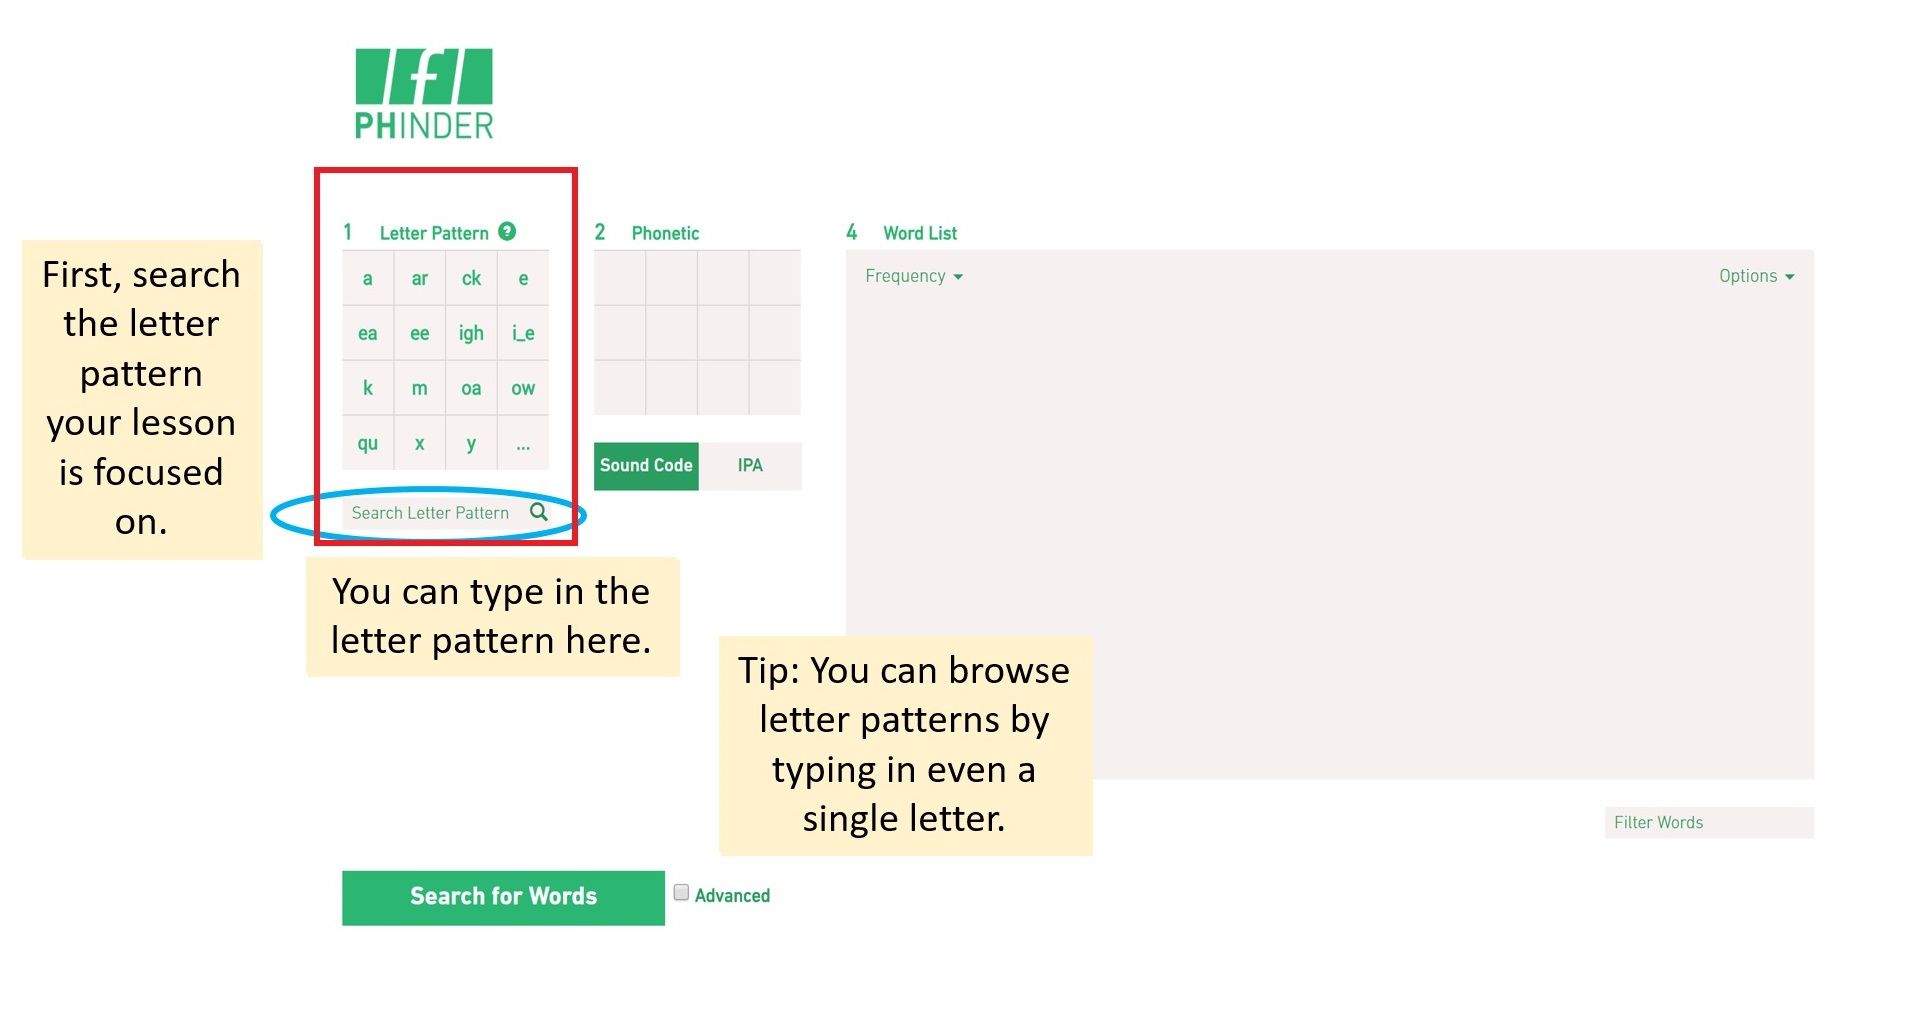 /f/
PHINDER
1 Letter Pattern ?
a ar ck e
ea ee igh i_e
k m oa ow
qu x y ...
Search Letter Pattern
2 Phonetic
Sound Code IPA
4 Word List
Frequency Options
Filter Words
Search for Words Advanced
First, search
the letter
pattern
your lesson
is focused
on.
You can type in the
letter pattern here.
Tip: You can browse
letter patterns by
typing in even a
single letter.